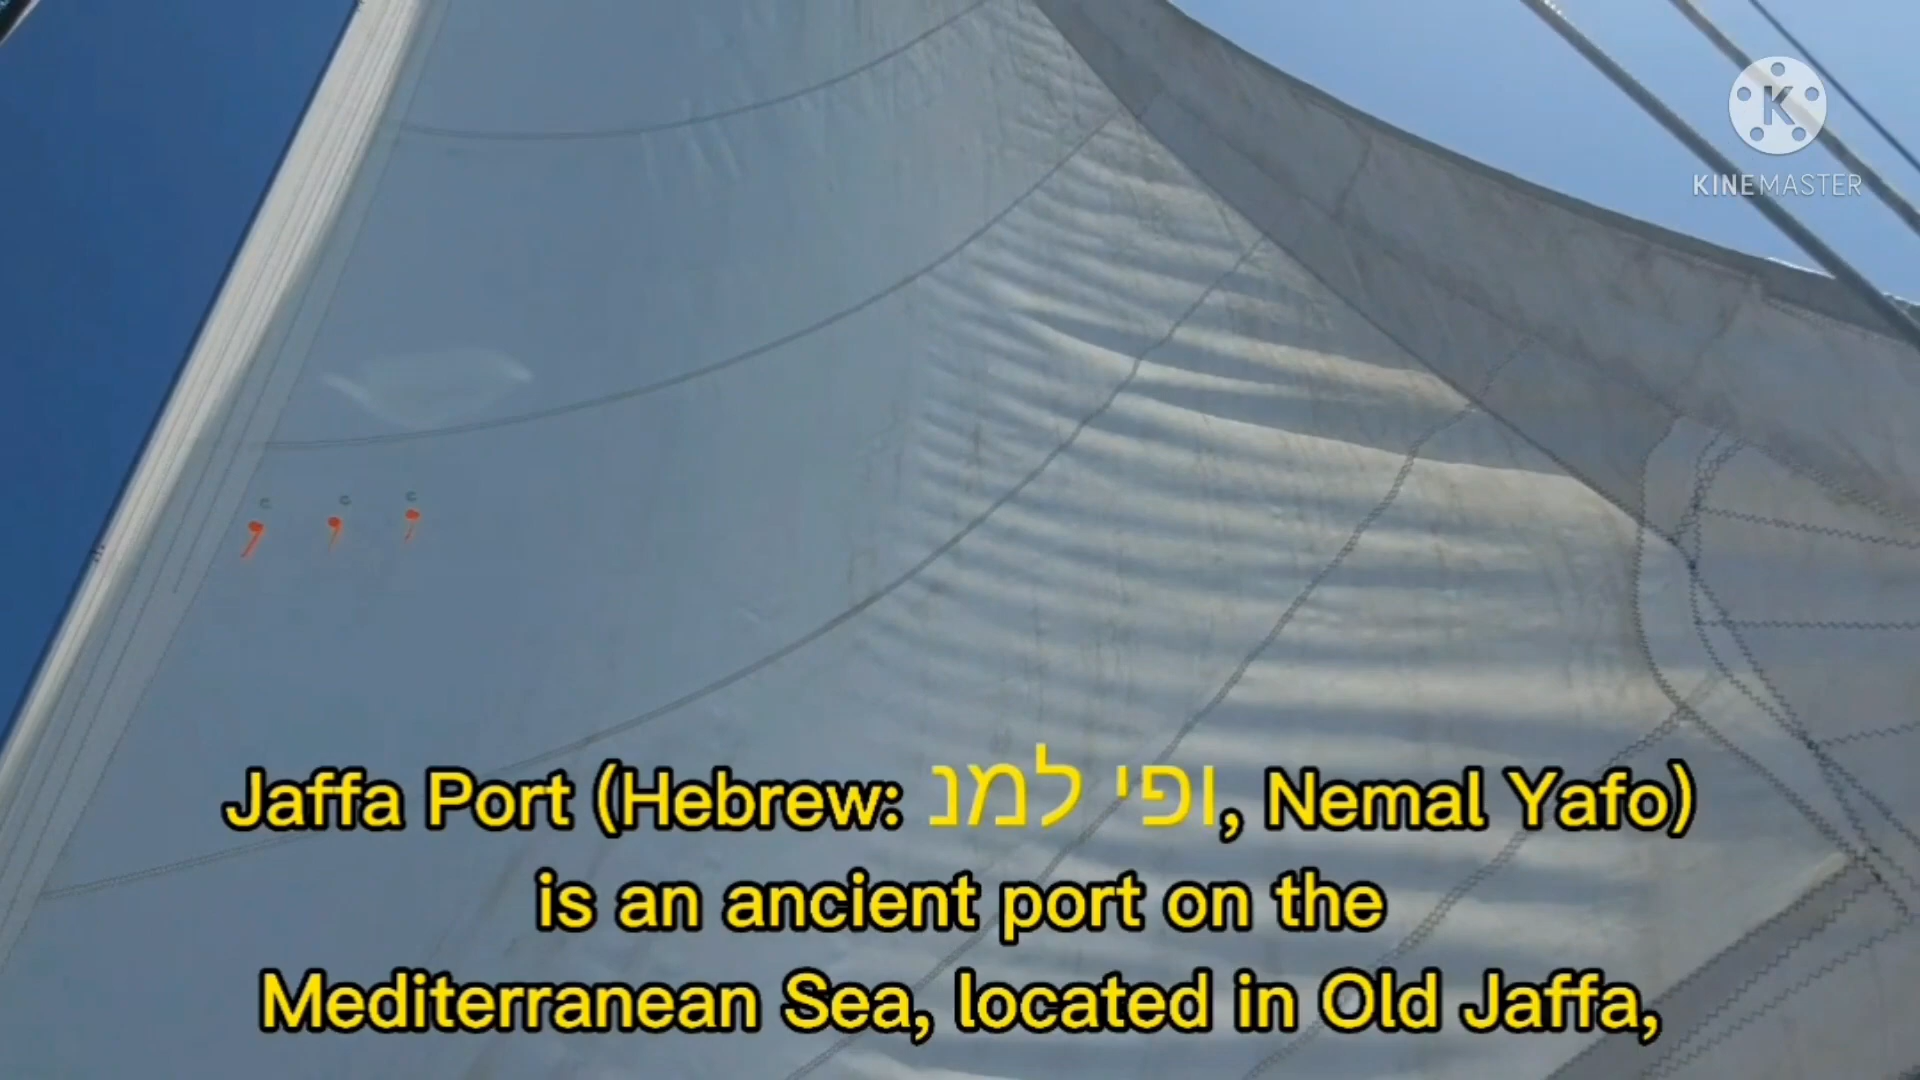 K
KINEMASTER
Jaffa Port (Hebrew: ופי למנ, Nemal Yafo)
is an ancient port on the
Mediterranean Sea, located in Old Jaffa,